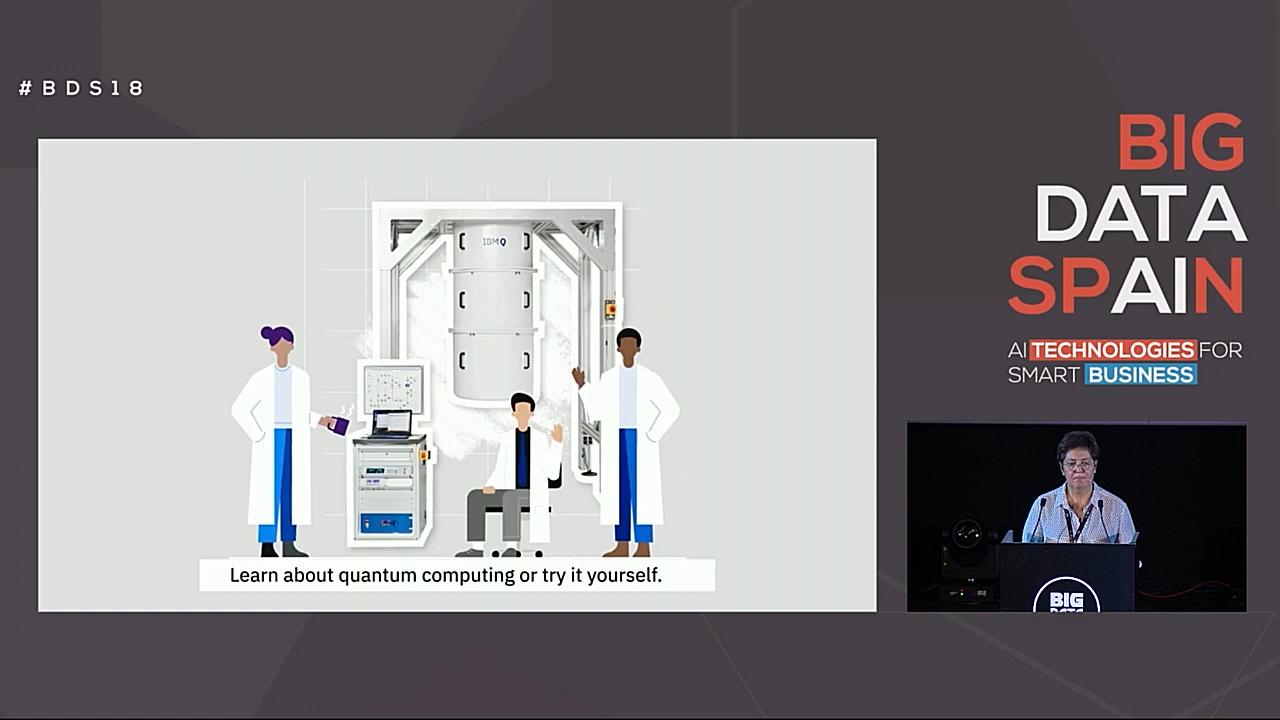 #BDS18
BIG
DATA
SPAIN
AI TECHNOLOGIES FOR
SMART BUSINESS
IBM Q
Learn about quantum computing or try it yourself.
BIG
DATA